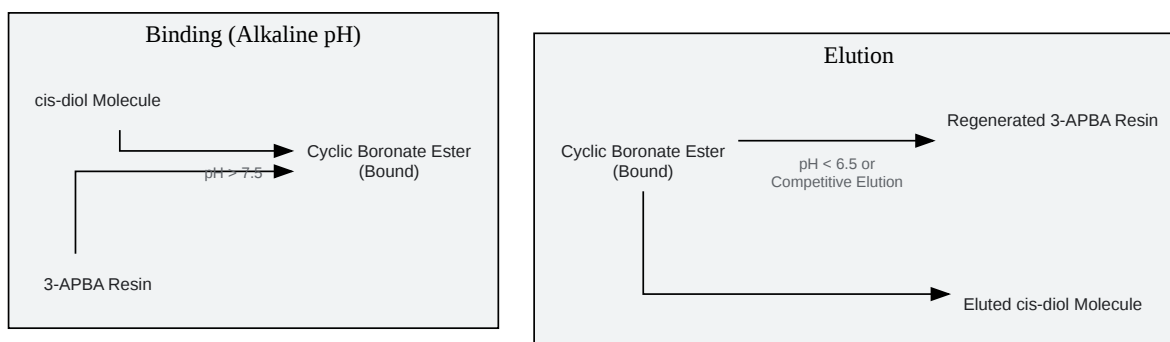 Binding (Alkaline pH)
cis-diol Molecule
Cyclic Boronate Ester
(Bound)
pH > 7.5
3-APBA Resin
Elution
Regenerated 3-APBA Resin
Cyclic Boronate Ester
(Bound)
pH < 6.5 or
Competitive Elution
Eluted cis-diol Molecule